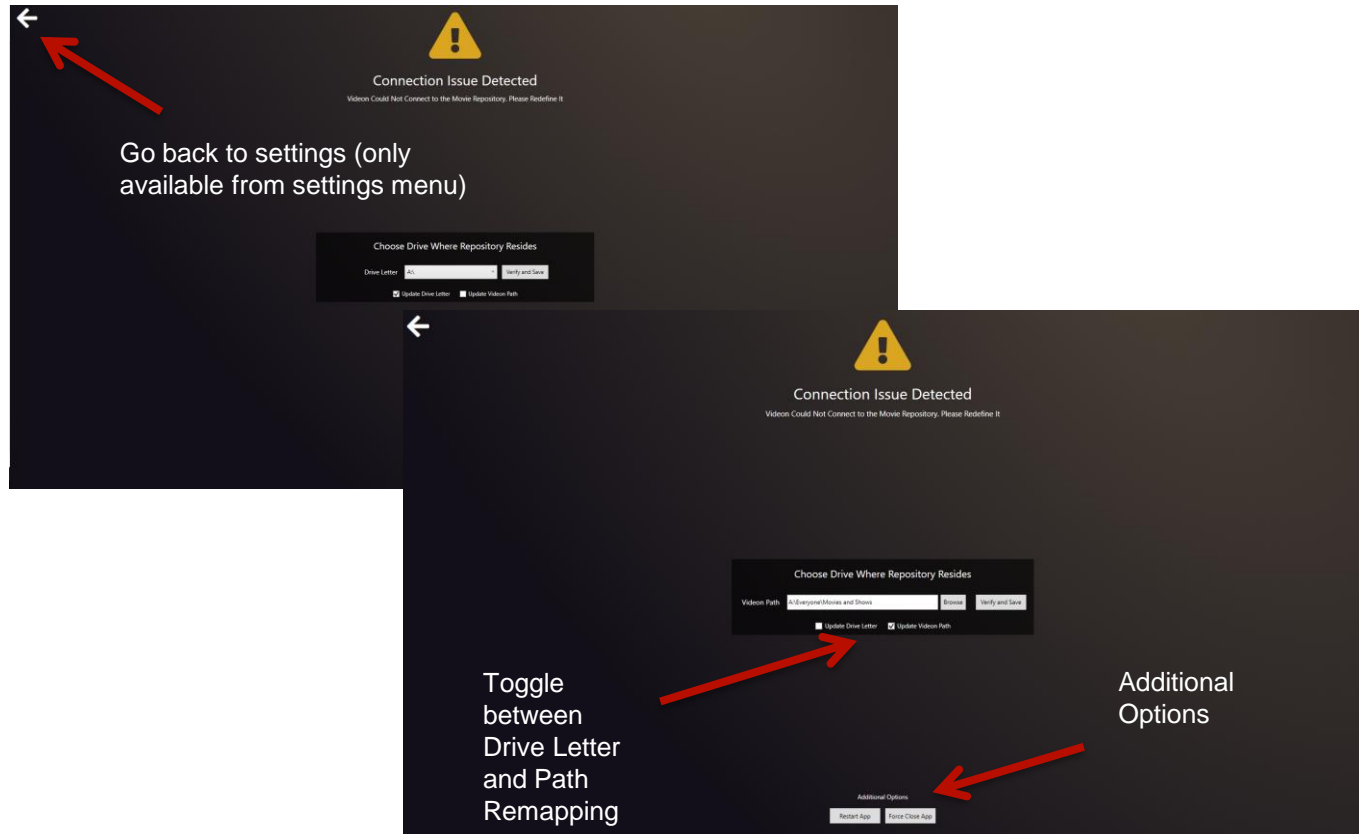 Connection Issue Detected
Videon Could Not Connect to the Movie Repository. Please Redefine It
Go back to settings (only
available from settings menu)
Choose Drive Where Repository Resides
Drive Letter A:\ Verify and Save
Update Drive Letter Update Videon Path
Connection Issue Detected
Videon Could Not Connect to the Movie Repository. Please Redefine It
Choose Drive Where Repository Resides
Videon Path A:\Everyone\Movies and Shows Browse Verify and Save
Update Drive Letter Update Videon Path
Toggle
between
Drive Letter
and Path
Remapping
Additional
Options
Additional Options
Restart App Force Close App